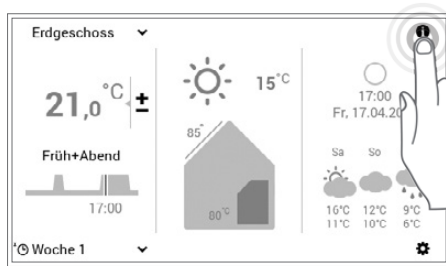 Erdgeschoss
21,0 °C ±
Früh+Abend
17:00
Woche 1
15°C
85°
80°C
17:00
Fr, 17.04.20
Sa So
16°C 12°C 9°C
11°C 10°C 6°C